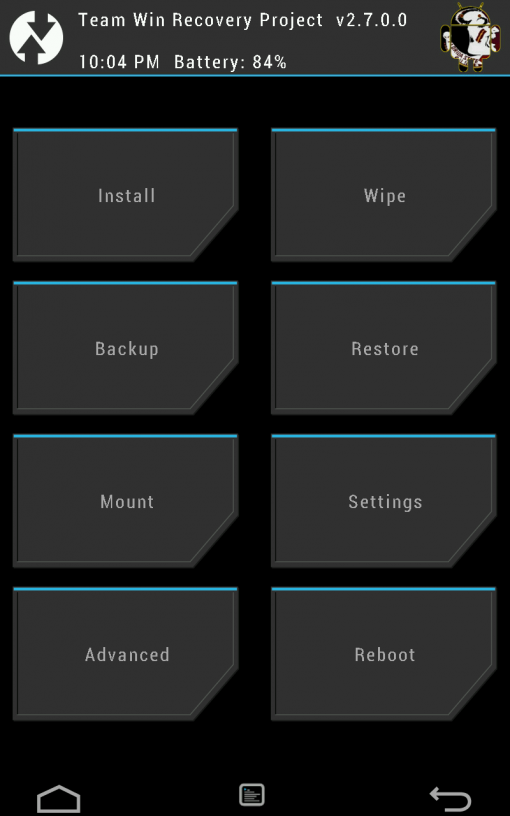 Team Win Recovery Project v2.7.0.0
10:04 PM Battery: 84%
Install
Wipe
Backup
Restore
Mount
Settings
Advanced
Reboot